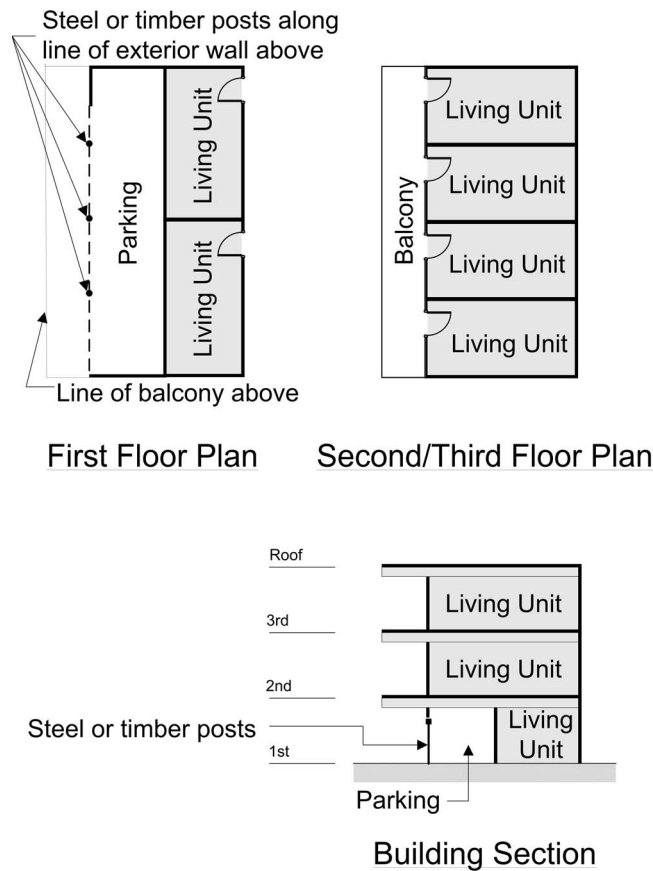 Steel or timber posts along
line of exterior wall above
Parking
Living Unit
Living Unit
Line of balcony above
First Floor Plan
Balcony
Living Unit
Living Unit
Living Unit
Living Unit
Second/Third Floor Plan
Roof
3rd
2nd
1st
Living Unit
Living Unit
Living
Unit
Steel or timber posts
Parking
Building Section